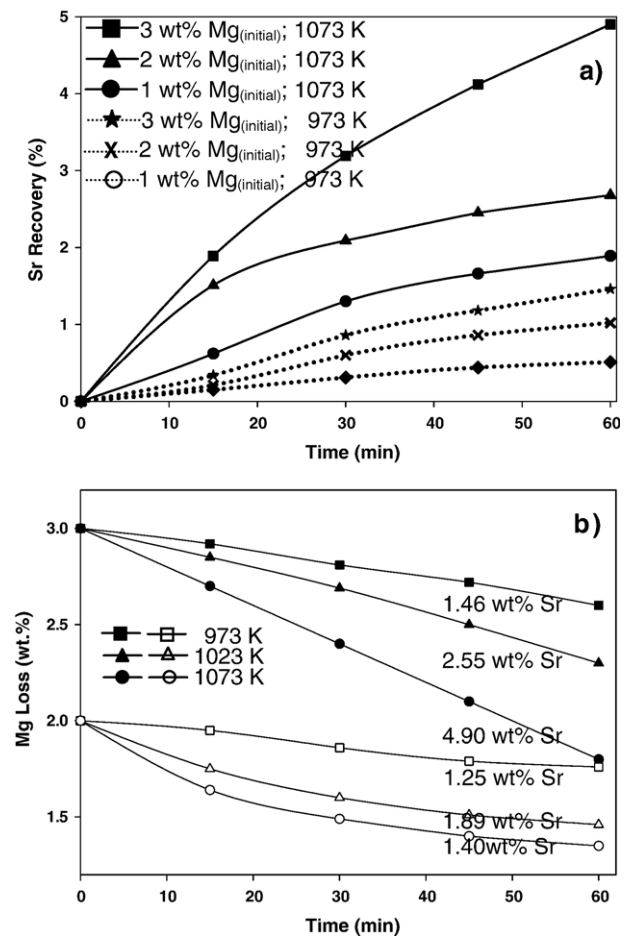 5
4
3
2
1
0
Sr Recovery (%)
3 wt% Mg(initial); 1073 K
2 wt% Mg(initial); 1073 K
1 wt% Mg(initial); 1073 K
3 wt% Mg(initial); 973 K
2 wt% Mg(initial); 973 K
1 wt% Mg(initial); 973 K
a)
0 10 20 30 40 50 60
Time (min)
b)
3.0
2.5
2.0
1.5
Mg Loss (wt.%)
973 K
1023 K
1073 K
1.46 wt% Sr
2.55 wt% Sr
4.90 wt% Sr
1.25 wt% Sr
1.89 wt% Sr
1.40wt% Sr
0 10 20 30 40 50 60
Time (min)